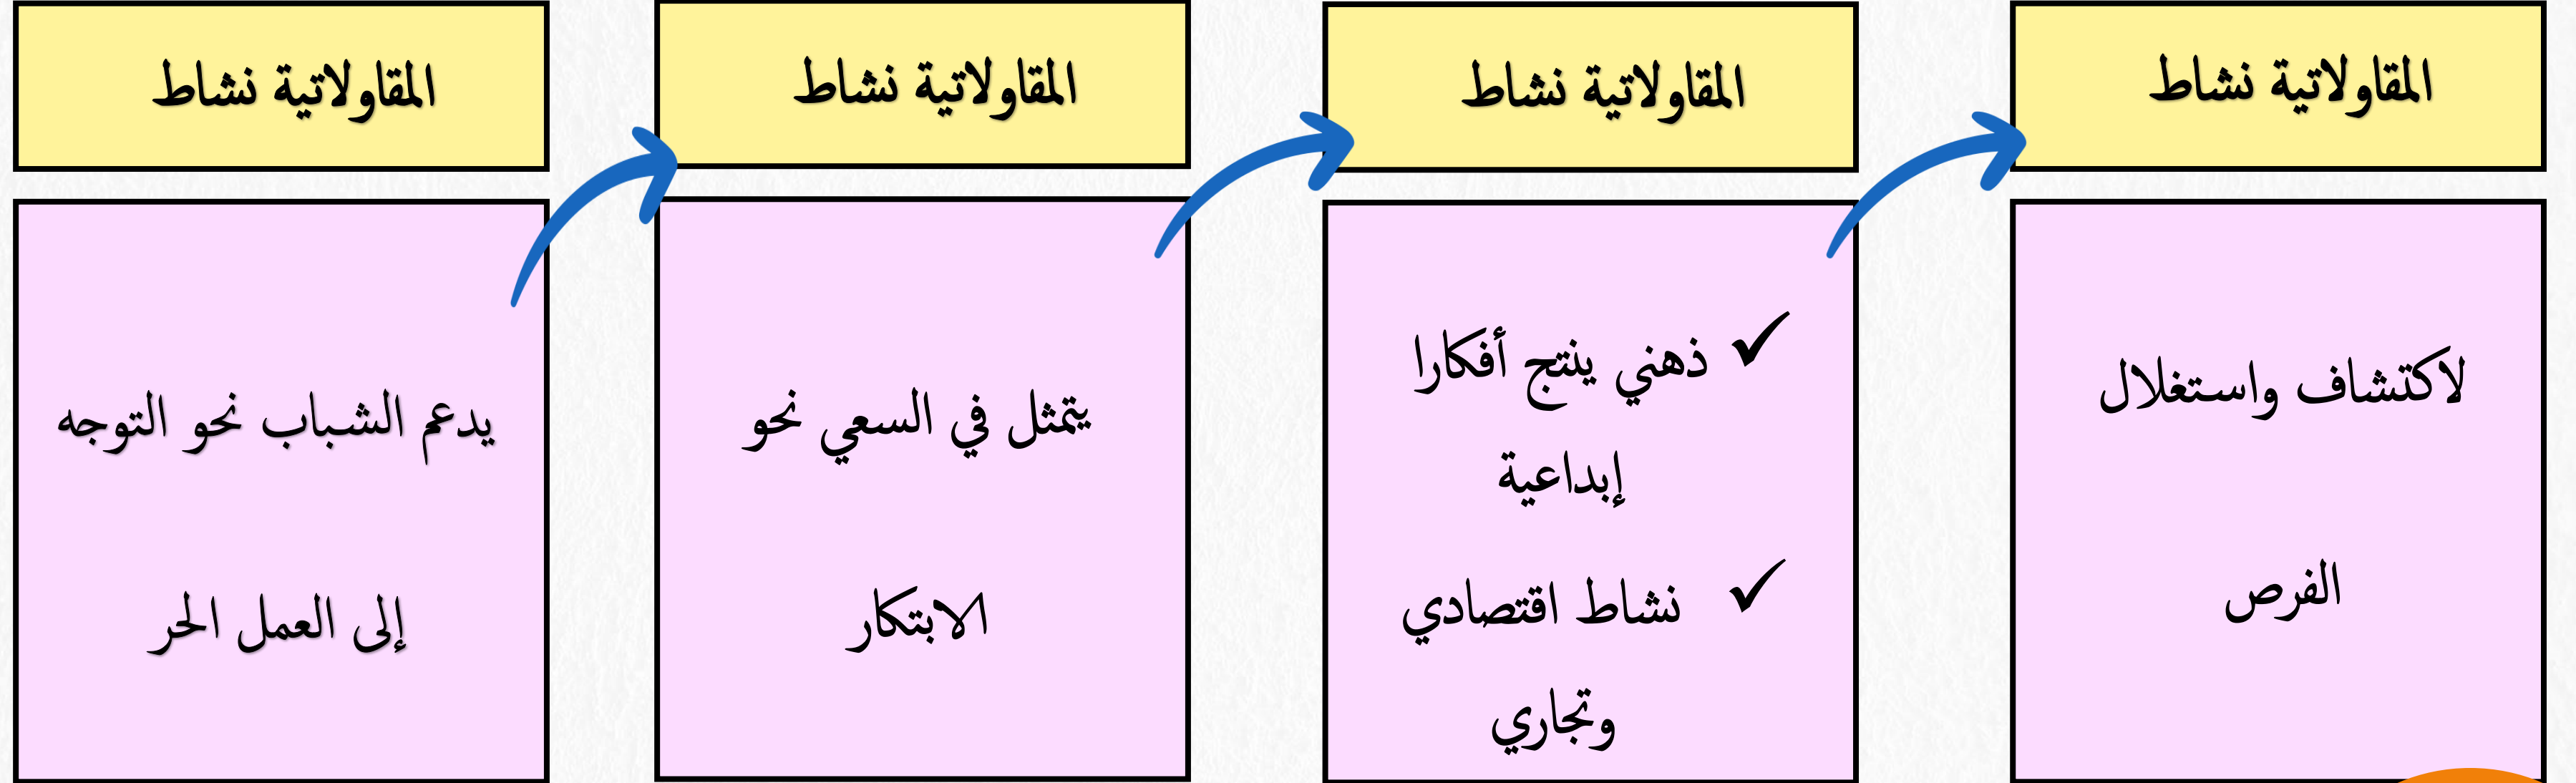 المقاولاتية نشاط
لاكتشاف واستغلال
الفرص
المقاولاتية نشاط
✓ ذهني ينتج أفكارا
إبداعية
✓ نشاط اقتصادي
وتجاري
المقاولاتية نشاط
يتمثل في السعي نحو
الابتكار
المقاولاتية نشاط
يدعم الشباب نحو التوجه
إلى العمل الحر